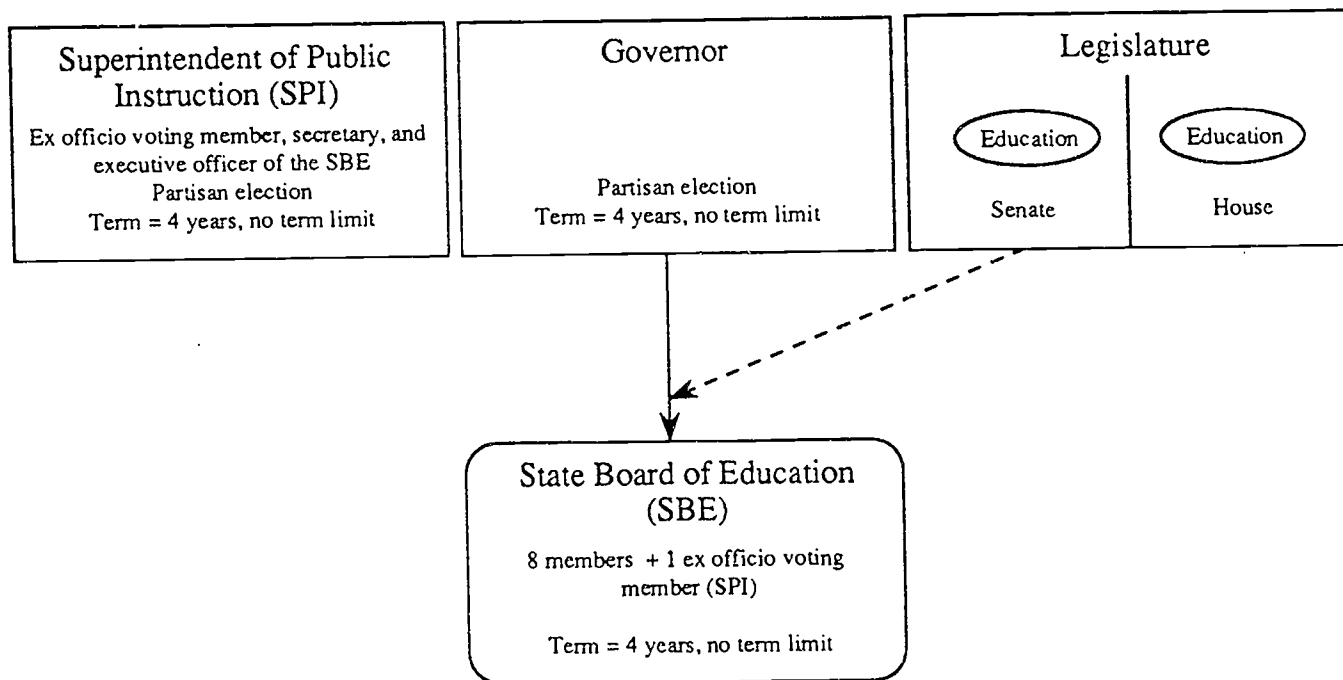 Superintendent of Public
Instruction (SPI)
Ex officio voting member, secretary, and
executive officer of the SBE
Partisan election
Term = 4 years, no term limit
Governor
Partisan election
Term = 4 years, no term limit
Legislature
Education
Education
Senate
House
State Board of Education
(SBE)
8 members + 1 ex officio voting
member (SPI)
Term = 4 years, no term limit